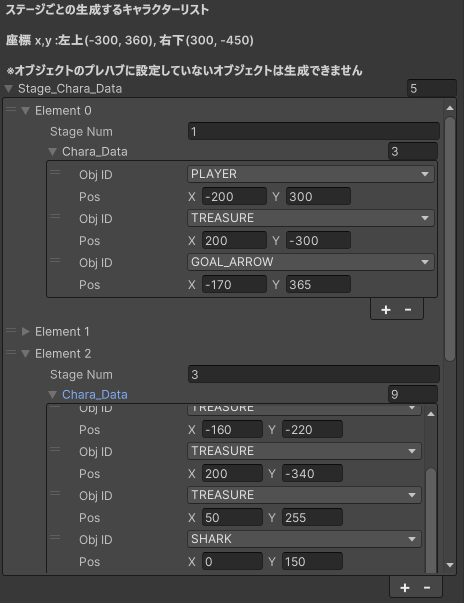 ステージごとの生成するキャラクターリスト
座標 x,y :左上(-300, 360), 右下(300, -450)
※オブジェクトのプレハブに設定していないオブジェクトは生成できません
Stage_Chara_Data 5
Element 0
Stage Num 1
Chara_Data 3
Obj ID PLAYER
Pos X -200 Y 300
Obj ID TREASURE
Pos X 200 Y -300
Obj ID GOAL_ARROW
Pos X -170 Y 365
+ -
Element 1
Element 2
Stage Num 3
Chara_Data 9
Obj ID TREASURE
Pos X -160 Y -220
Obj ID TREASURE
Pos X 200 Y -340
Obj ID TREASURE
Pos X 50 Y 255
Obj ID SHARK
Pos X 0 Y 150
+ -